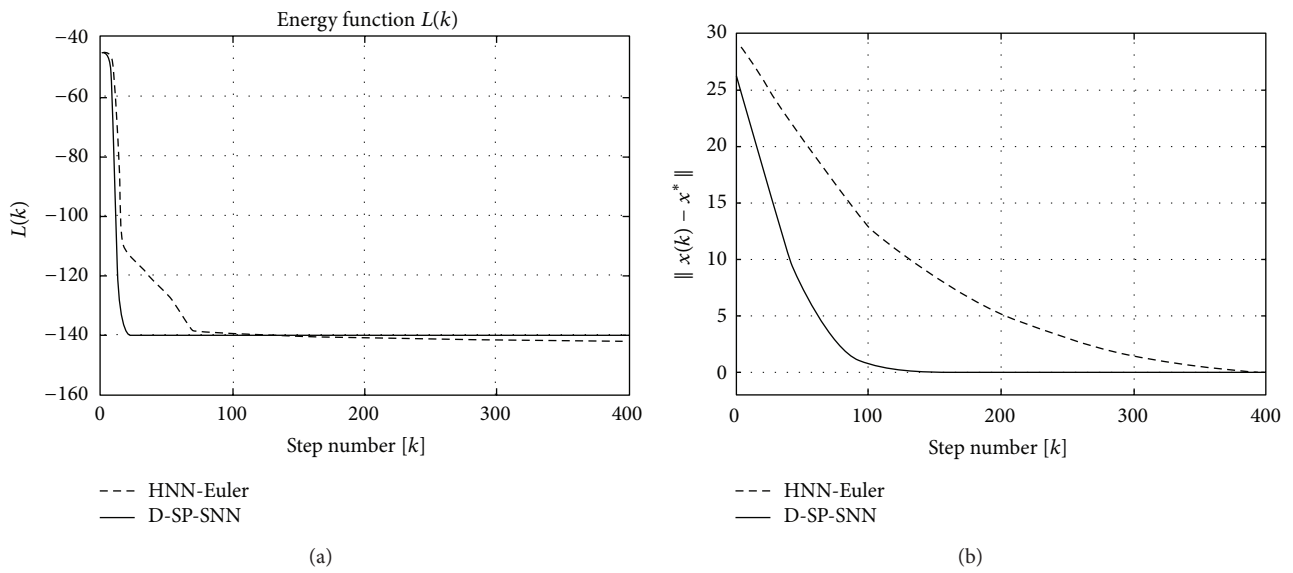 Energy function L(k)
−40
−60
−80
−100
−120
−140
−160
L(k)
0
100
200
300
400
Step number [k]
HNN-Euler
D-SP-SNN
(a)
30
25
20
15
10
5
0
‖ x(k) − x* ‖
0
100
200
300
400
Step number [k]
HNN-Euler
D-SP-SNN
(b)